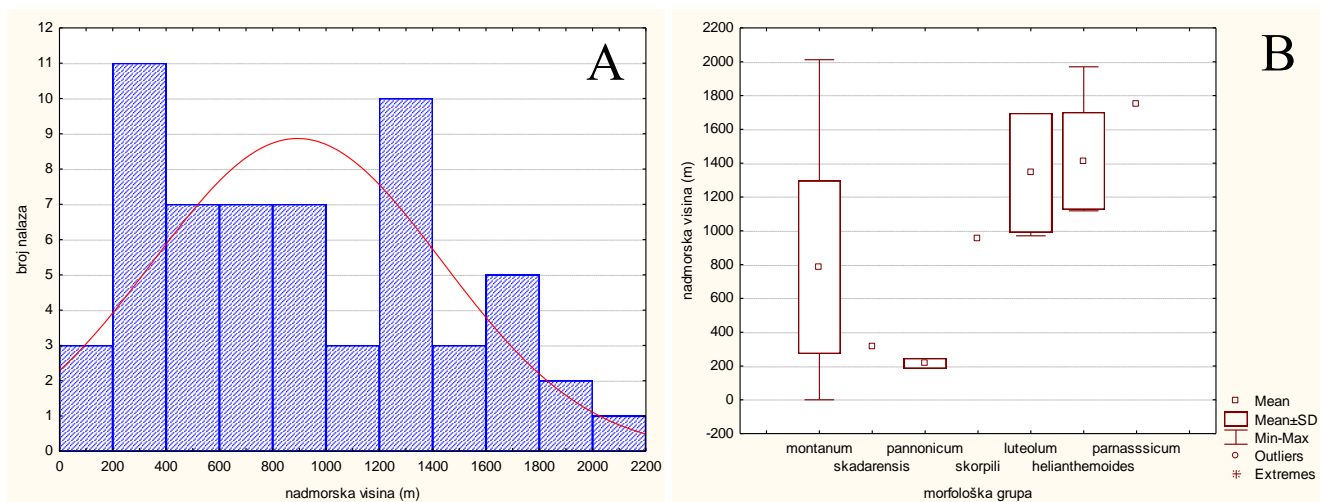 A
12
11
10
9
8
7
6
5
4
3
2
1
0
broj nalaza
0 200 400 600 800 1000 1200 1400 1600 1800 2000 2200
nadmorska visina (m)
B
2200
2000
1800
1600
1400
1200
1000
800
600
400
200
0
-200
nadmorska visina (m)
montanum pannonicum luteolum parnasssicum
skadarensis skorpili helianthemoides
morfološka grupa
Mean
Mean±SD
Min-Max
Outliers
Extremes